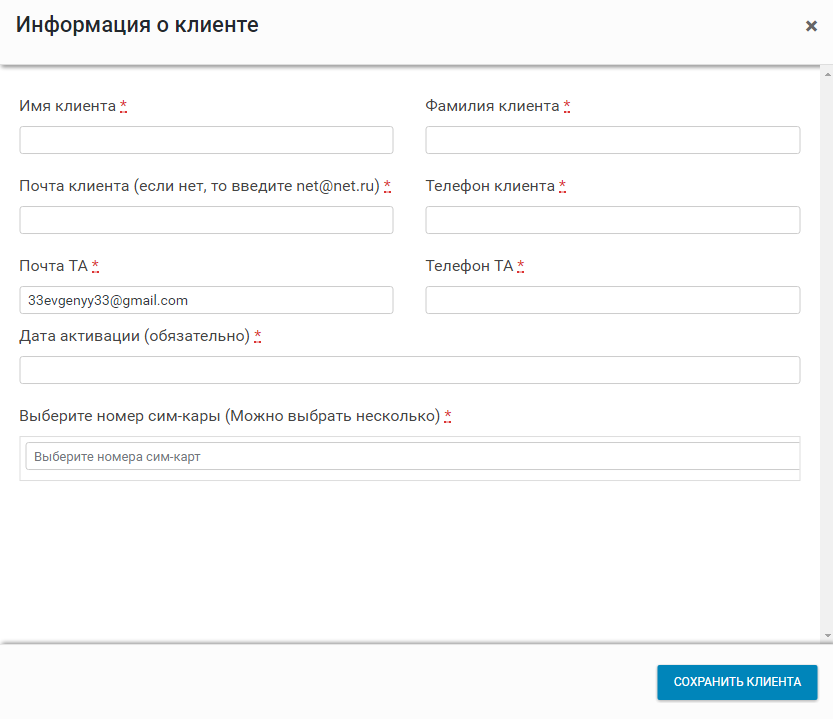 Информация о клиенте ×
Имя клиента * Фамилия клиента *
Почта клиента (если нет, то введите net@net.ru) * Телефон клиента *
Почта ТА * Телефон ТА *
33evgenyy33@gmail.com
Дата активации (обязательно) *
Выберите номер сим-кары (Можно выбрать несколько) *
Выберите номера сим-карт
СОХРАНИТЬ КЛИЕНТА